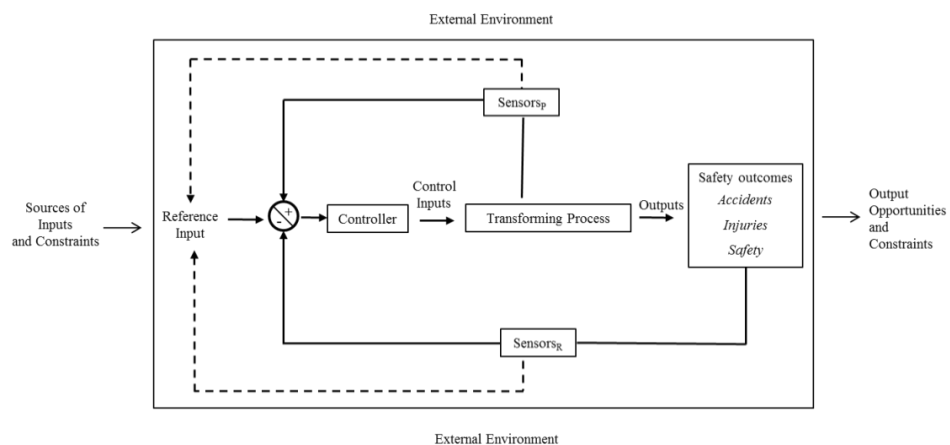 External Environment
Sensors_P
Sources of
Inputs
and Constraints
Reference
Input
+
-
Controller
Control
Inputs
Transforming Process
Outputs
Safety outcomes
Accidents
Injuries
Safety
Output
Opportunities
and
Constraints
Sensors_R
External Environment